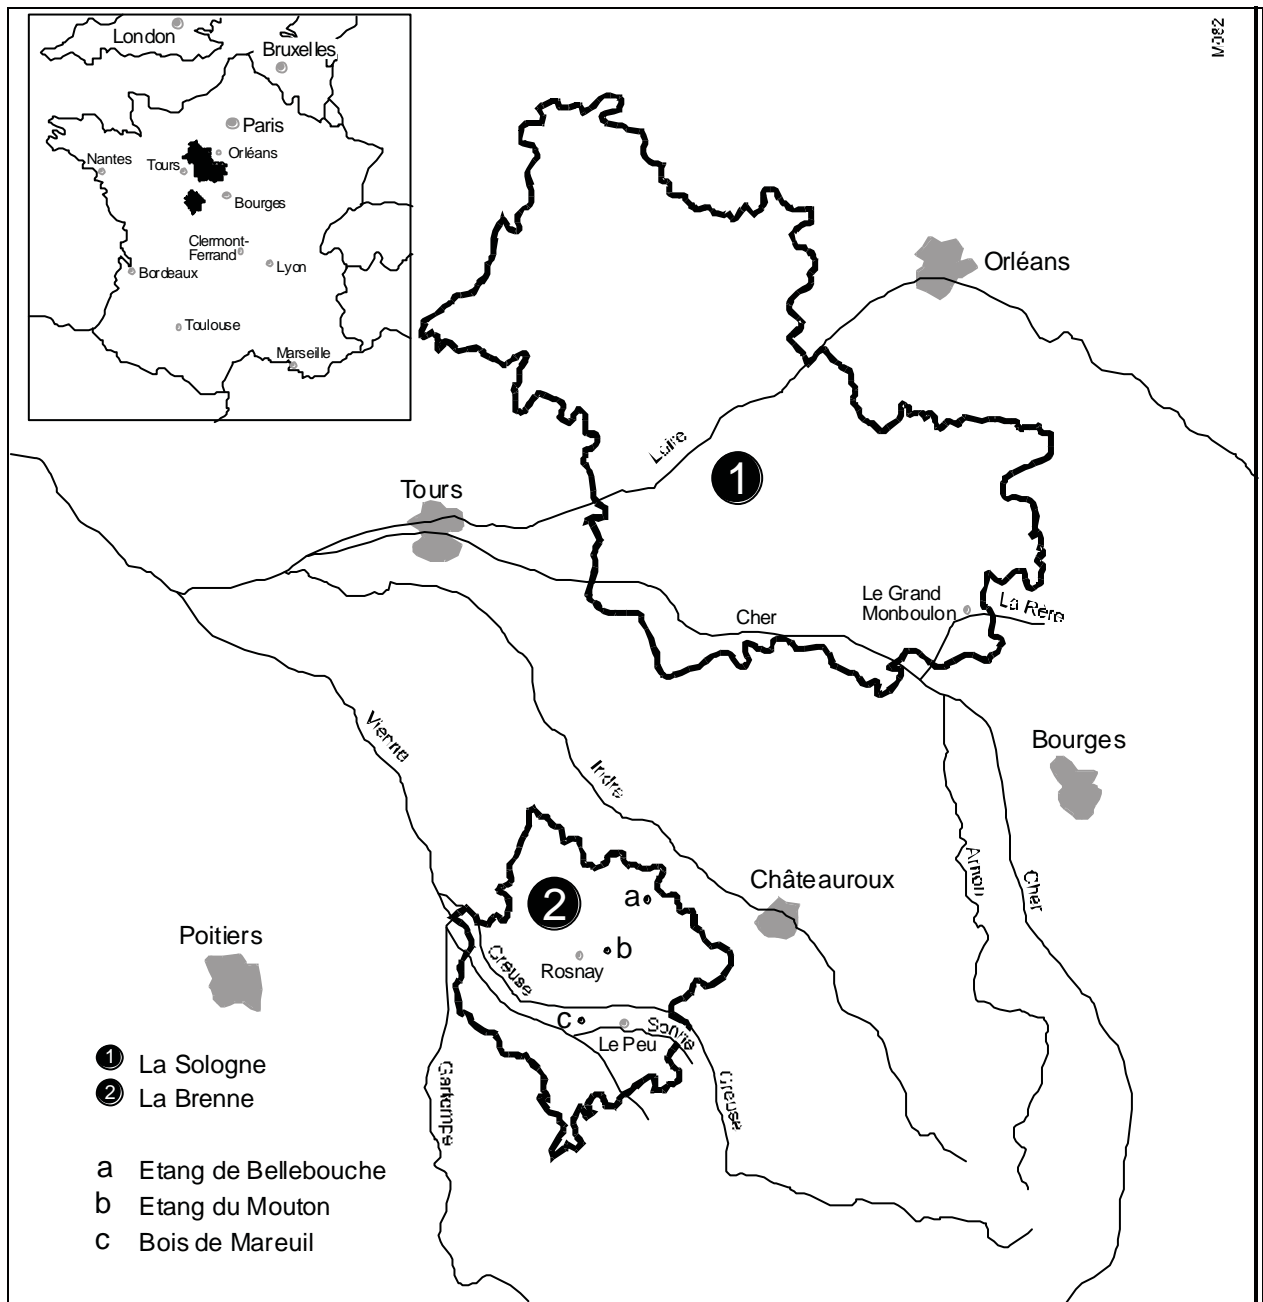 London
Bruxelles
Paris
Orléans
Nantes
Tours
Bourges
Clermont-
Ferrand
Lyon
Bordeaux
Toulouse
Marseille
M082
Orléans
Loire
1
Tours
Le Grand
Monboulon
La Rère
Cher
Vienne
Bourges
Indre
Arnon
Cher
Châteauroux
2
a
b
Poitiers
Rosnay
Creuse
c
Le Peu
Sonne
Gartempe
Creuse
1 La Sologne
2 La Brenne
a Etang de Bellebouche
b Etang du Mouton
c Bois de Mareuil